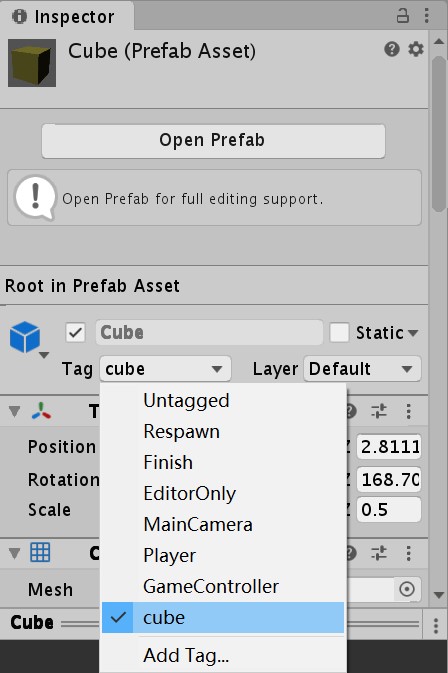 Inspector
Cube (Prefab Asset)
Open Prefab
Open Prefab for full editing support.
Root in Prefab Asset
Cube Static
Tag cube Layer Default
Untagged
Respawn
Finish
EditorOnly
MainCamera
Player
GameController
cube
Add Tag...
T
Position Z 2.8111
Rotation Z 168.70
Scale Z 0.5
C
Mesh
Cube